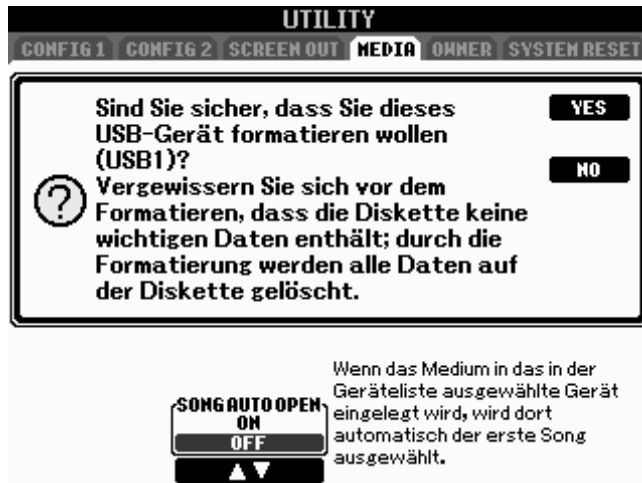 UTILITY
CONFIG 1 CONFIG 2 SCREEN OUT MEDIA OWNER SYSTEM RESET
Sind Sie sicher, dass Sie dieses
USB-Gerät formatieren wollen
(USB1)?
Vergewissern Sie sich vor dem
Formatieren, dass die Diskette keine
wichtigen Daten enthält; durch die
Formatierung werden alle Daten auf
der Diskette gelöscht.
YES
NO
SONG AUTO OPEN
ON
OFF
Wenn das Medium in das in der
Geräteliste ausgewählte Gerät
eingelegt wird, wird dort
automatisch der erste Song
ausgewählt.